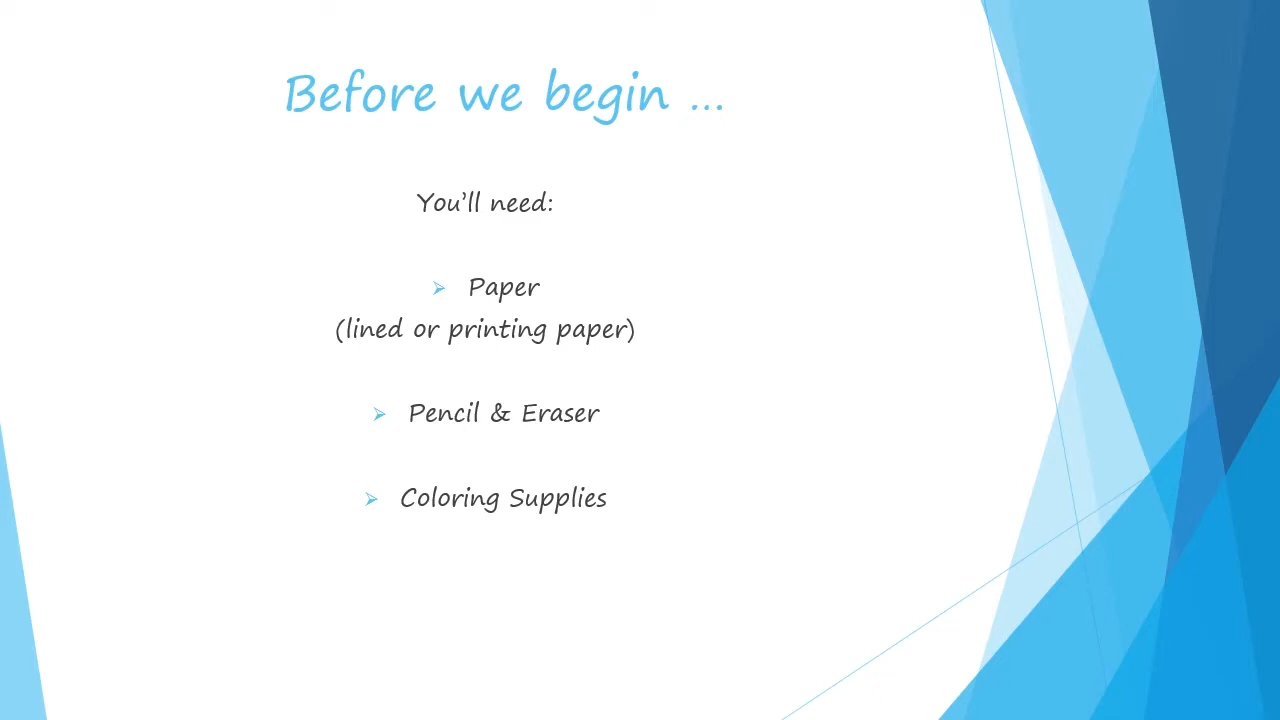 Before we begin ...
You'll need:
➢ Paper
(lined or printing paper)
➢ Pencil & Eraser
➢ Coloring Supplies